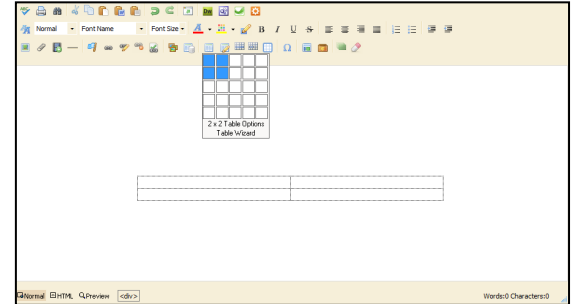 Normal Font Name Font Size A B I U S
Ω
2 x 2 Table Options
Table Wizard
Normal HTML Preview <div> Words:0 Characters:0